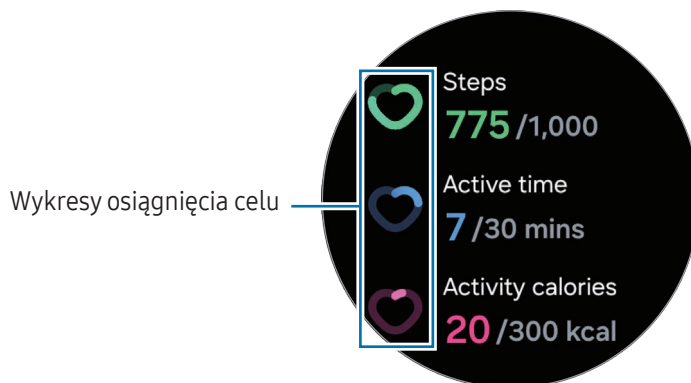 Steps
775/1,000
Wykresy osiągnięcia celu
Active time
7/30 mins
Activity calories
20/300 kcal